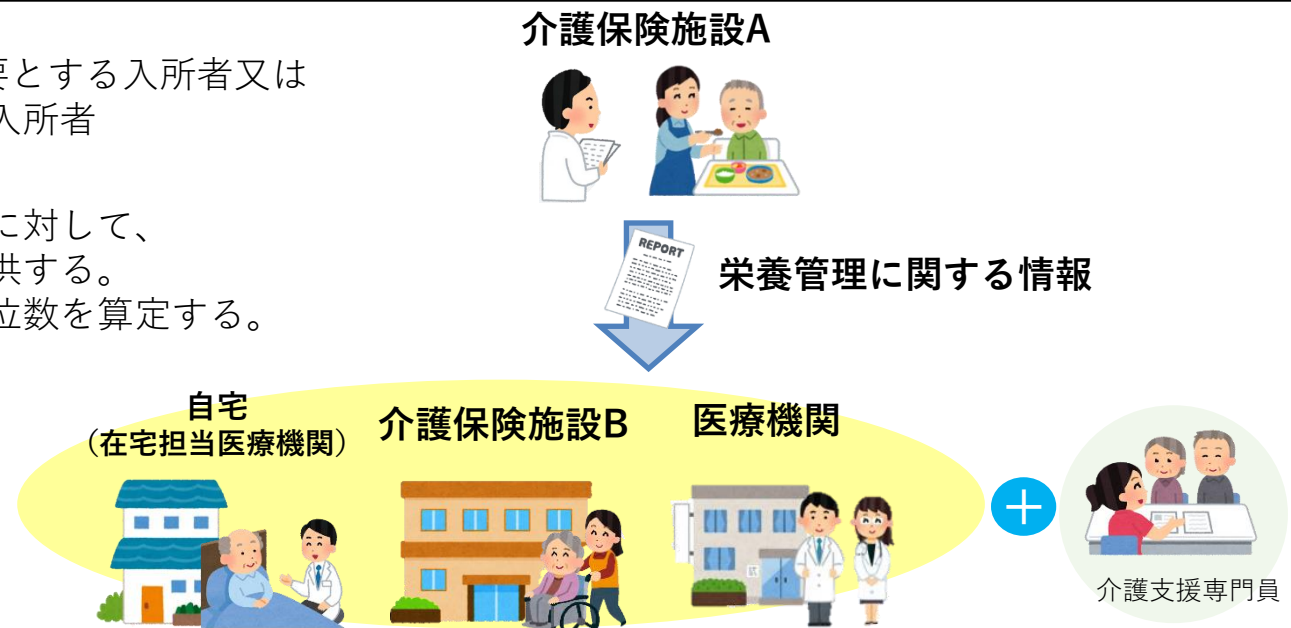 介護保険施設A
要とする入所者又は
入所者
に対して、
供する。
位数を算定する。
REPORT
栄養管理に関する情報
自宅
（在宅担当医療機関）
介護保険施設B
医療機関
＋
介護支援専門員